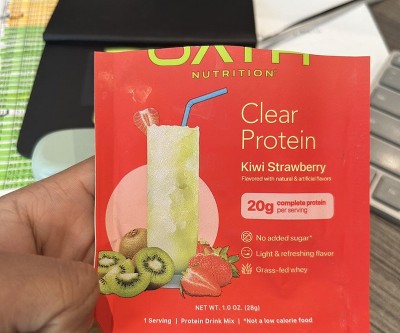 NUTRITION
Clear
Protein
Kiwi Strawberry
Flavored with natural & artificial flavors
20g complete protein
per serving
No added sugar*
Light & refreshing flavor
Grass-fed whey
NET WT. 1.0 OZ. (28g)
1 Serving | Protein Drink Mix | *Not a low calorie food